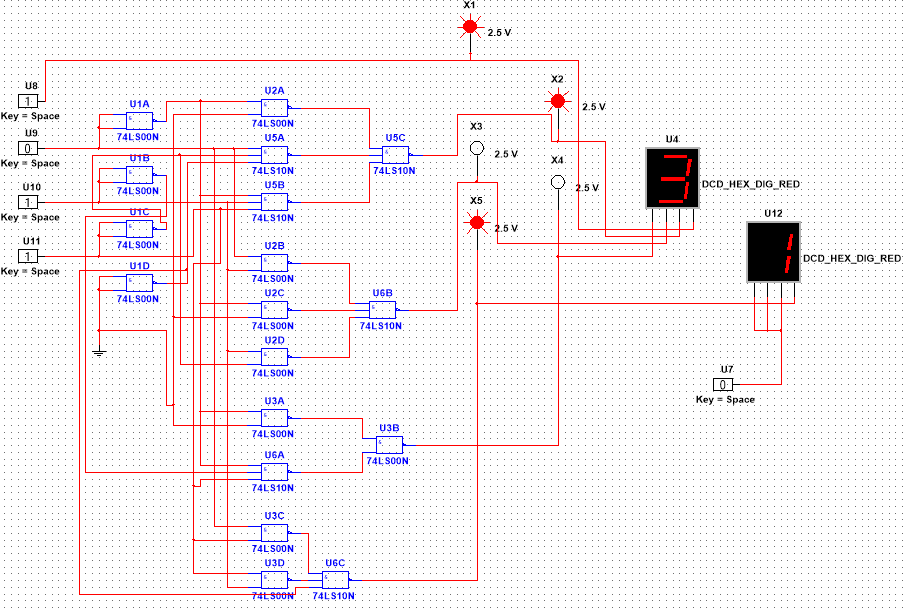 X1
2.5 V
U8
1
Key = Space
U9
0
Key = Space
U10
1
Key = Space
U11
1
Key = Space
U1A
74LS00N
U1B
74LS00N
U1C
74LS00N
U1D
74LS00N
U2A
74LS00N
U5A
74LS10N
U5B
74LS10N
U5C
74LS10N
U2B
74LS00N
U2C
74LS00N
U2D
74LS00N
U6B
74LS10N
U3A
74LS00N
U3B
74LS00N
U6A
74LS10N
U3C
74LS00N
U3D
74LS00N
U6C
74LS10N
X2
2.5 V
X3
2.5 V
X4
2.5 V
X5
2.5 V
U4
3
DCD_HEX_DIG_RED
U12
1
DCD_HEX_DIG_RED
U7
0
Key = Space